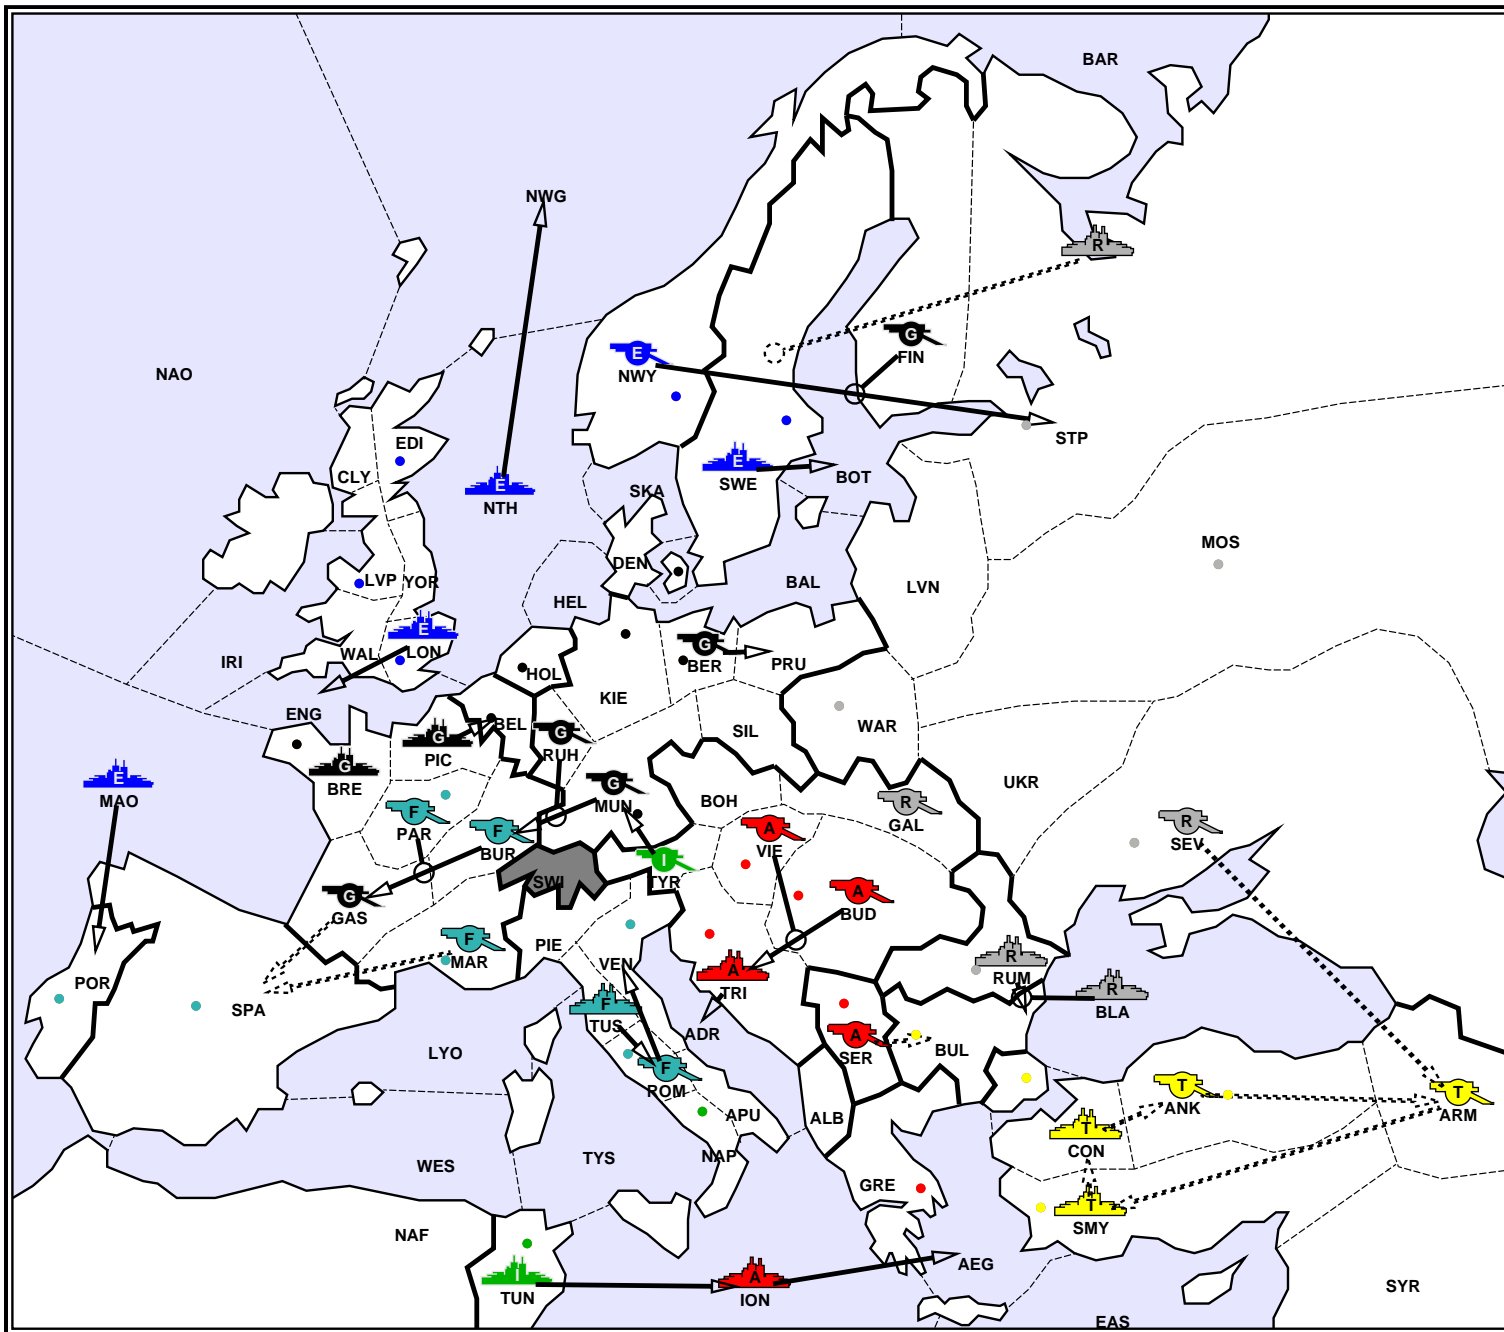 BAR
NWG
R
G
FIN
NAO
E
NWY
STP
EDI
CLY
E
SWE
BOT
E
NTH
SKA
MOS
DEN
LVP
YOR
BAL
LVN
HEL
E
LON
WAL
IRI
G
BER
PRU
HOL
KIE
ENG
BEL
G
PIC
G
RUH
SIL
WAR
G
BRE
E
MAO
G
MUN
BOH
UKR
R
GAL
F
PAR
F
BUR
A
VIE
R
SEV
I
TYR
SWI
G
GAS
A
BUD
F
MAR
PIE
VEN
A
TRI
R
RUM
R
BLA
POR
SPA
F
TUS
ADR
LYO
A
SER
BUL
F
ROM
T
ANK
T
ARM
APU
ALB
T
CON
WES
TYS
NAP
GRE
T
SMY
NAF
I
TUN
A
ION
AEG
SYR
EAS